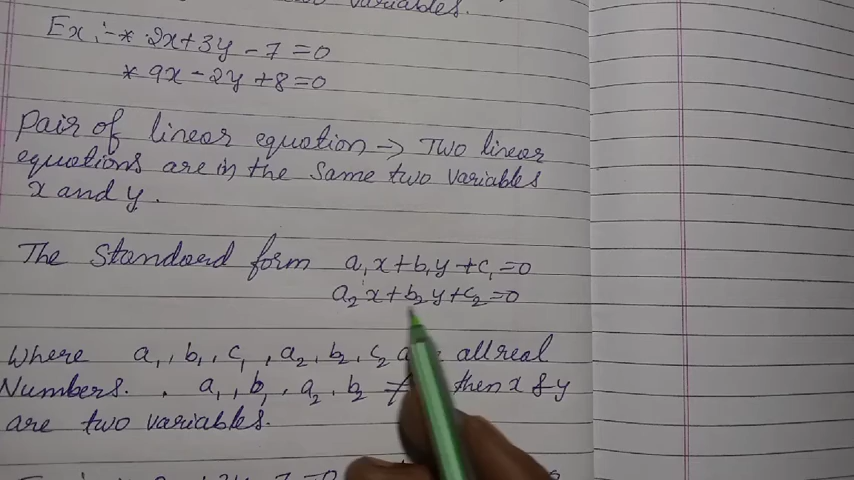 variables.
Ex :- * 2x+3y-7=0
* 9x-2y+8=0
Pair of linear equation → Two linear
equations are in the same two variables
x and y.
The Standard form a₁x+b₁y+c₁=0
a₂x+b₂y+c₂=0
Where a₁, b₁, c₁, a₂, b₂, c₂ all real
Numbers. a₁, b₁, a₂, b₂ ≠ then x & y
are two variables.